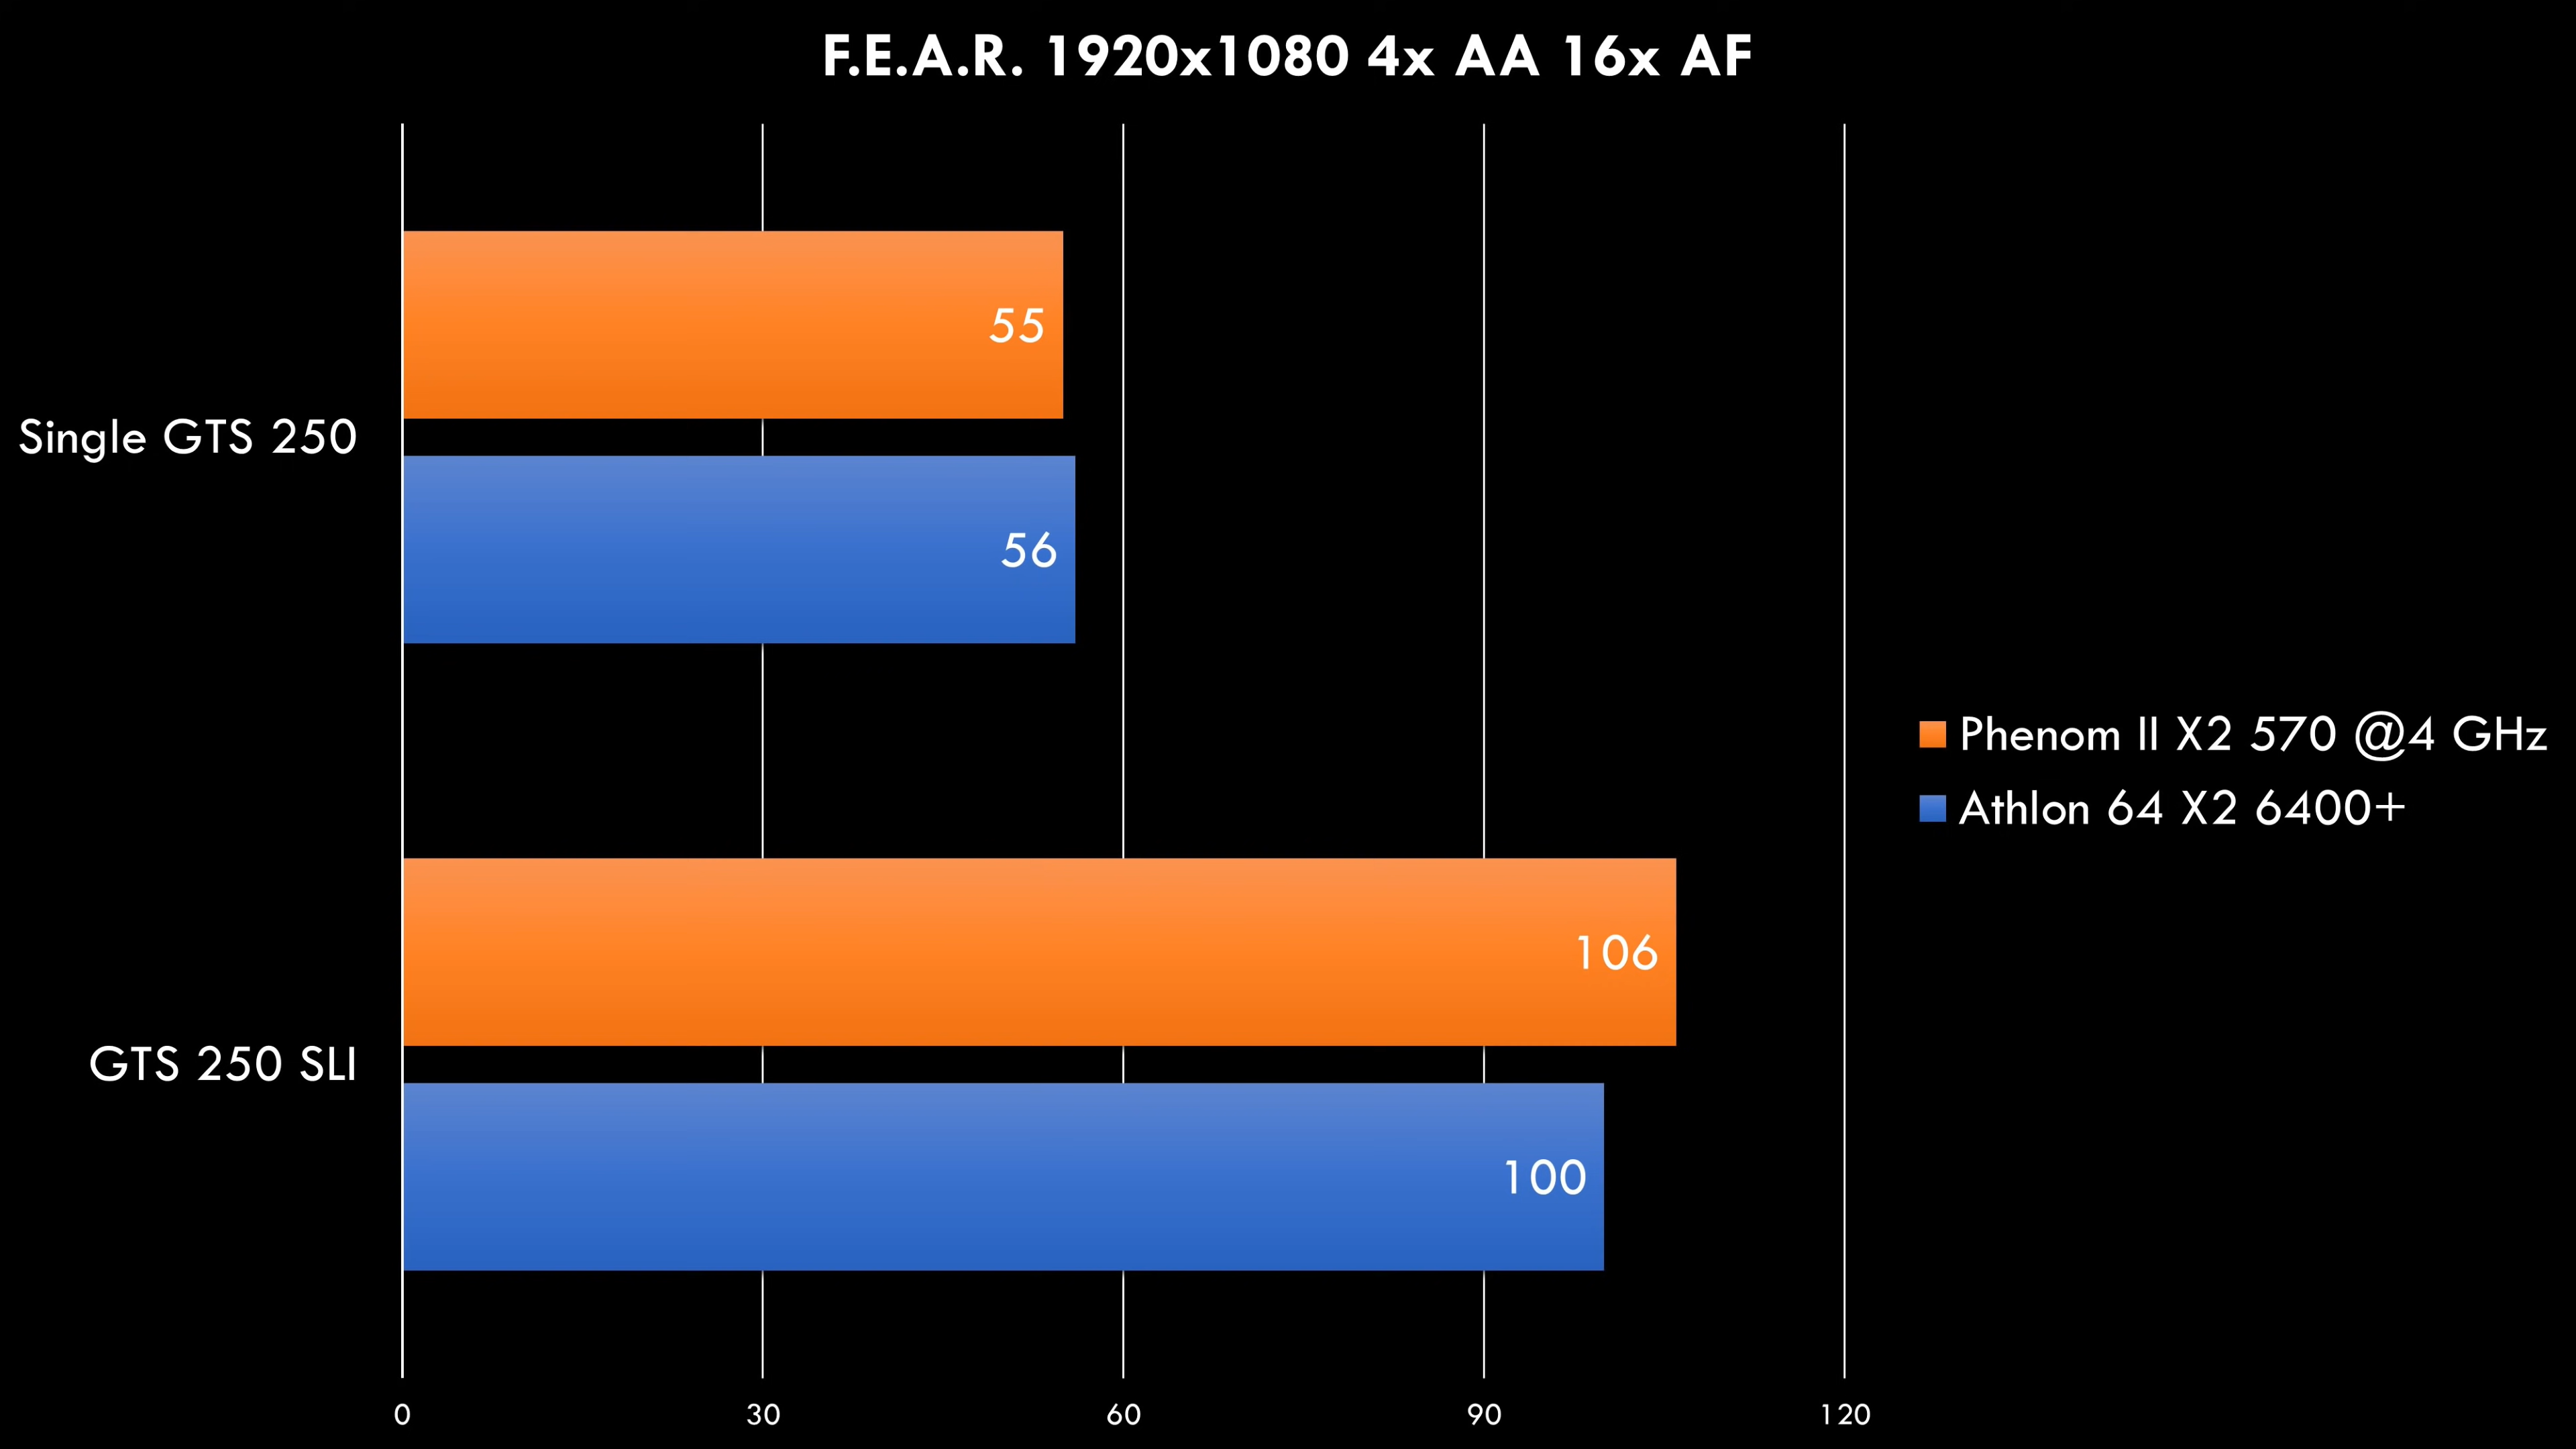 F.E.A.R. 1920x1080 4x AA 16x AF
Single GTS 250
55
56
GTS 250 SLI
106
100
Phenom II X2 570 @4 GHz
Athlon 64 X2 6400+
0 30 60 90 120